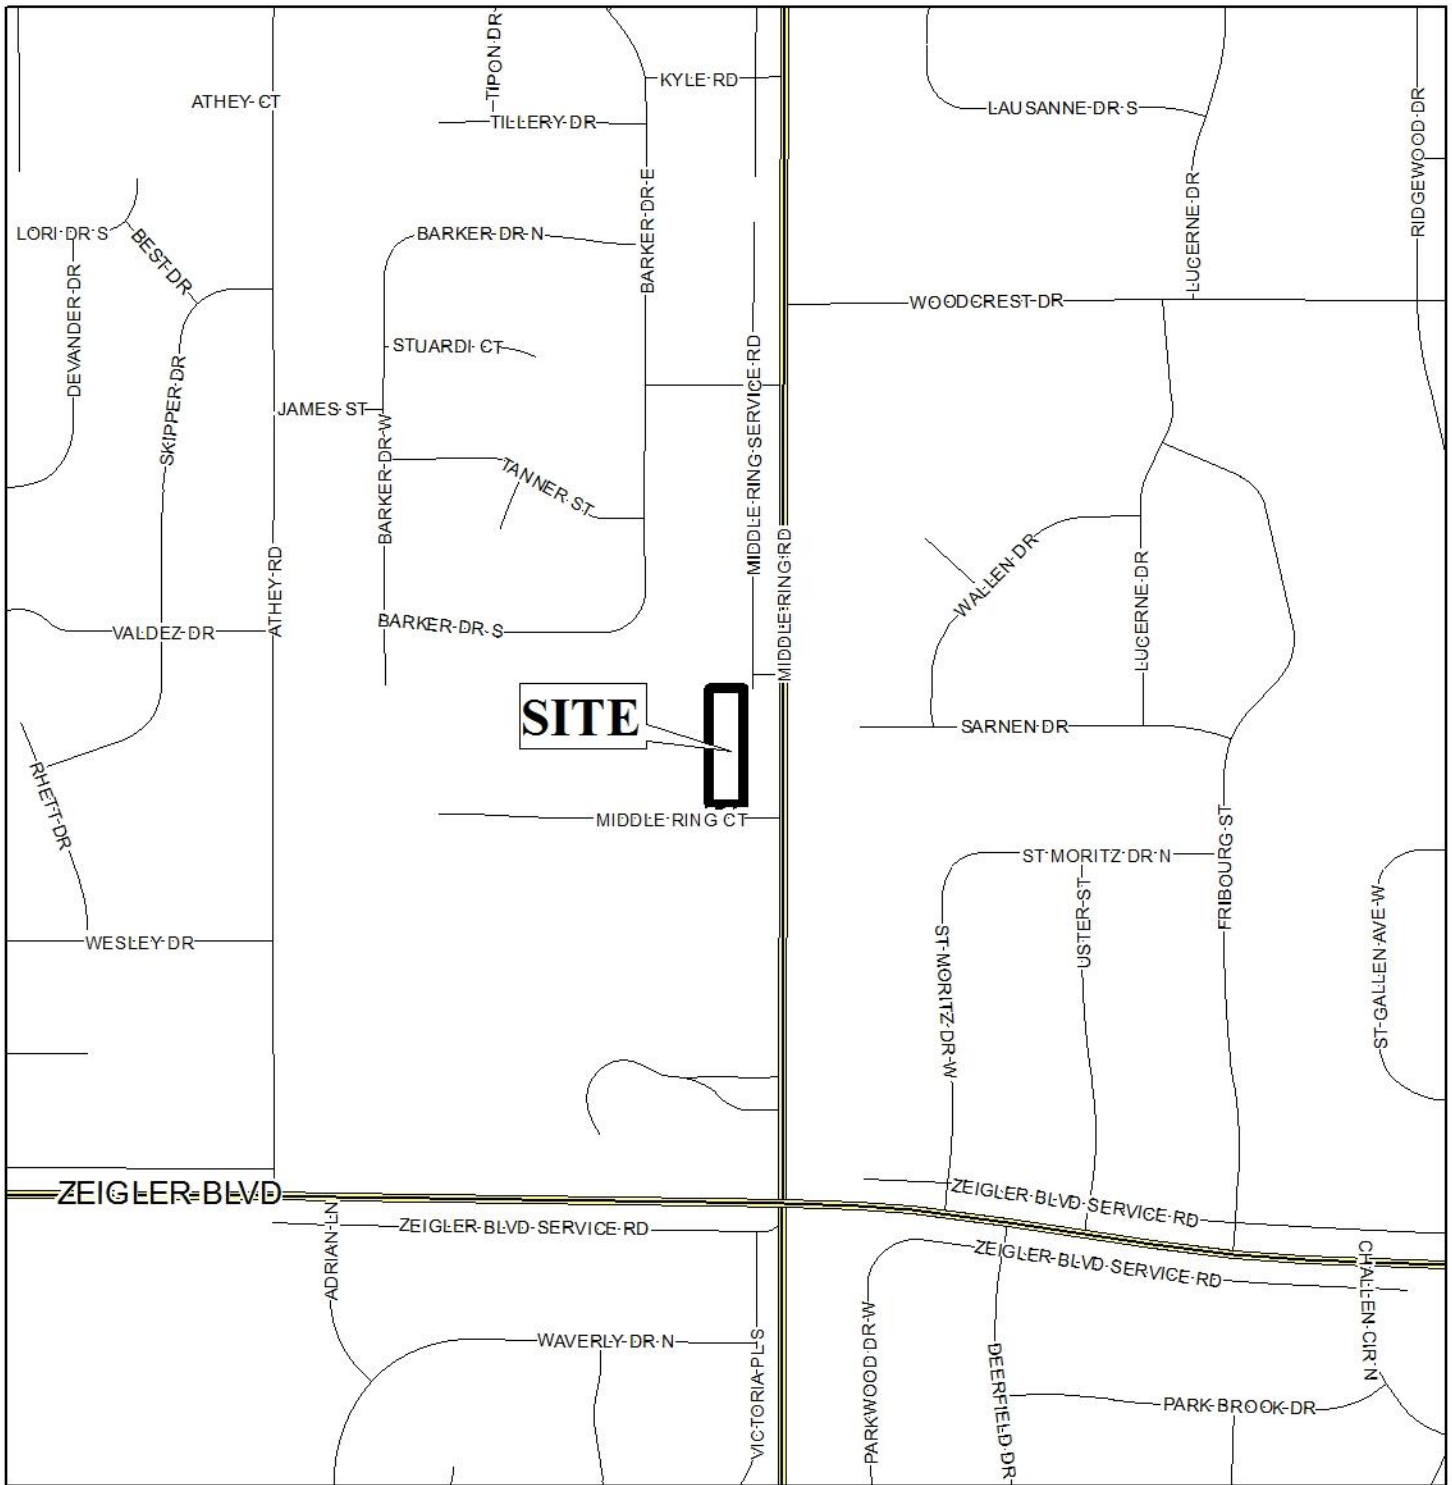 TIPON DR
KYLE RD
ATHEY CT
TILLERY DR
LAUSANNE DR S
RIDGEWOOD DR
BARKER DR E
LUCERNE DR
LORI DR S
BEST DR
BARKER DR N
DEVANDER DR
WOODCREST DR
STUARDI CT
SKIPPER DR
MIDDLE RING SERVICE RD
JAMES ST
BARKER DR W
TANNER ST
ATHEY RD
MIDDLE RING RD
WALLEN DR
LUCERNE DR
VALDEZ DR
BARKER DR S
SITE
SARNEN DR
RHETT DR
MIDDLE RING CT
FRIBOURG ST
ST MORITZ DR N
USTER ST
ST GALLEN AVE W
WESLEY DR
ST MORITZ DR W
ZEIGLER BLVD
ZEIGLER BLVD SERVICE RD
ADRIAN LN
ZEIGLER BLVD SERVICE RD
ZEIGLER BLVD SERVICE RD
CHALLEN CIR N
WAVERLY DR N
VICTORIA PL S
PARKWOOD DR W
DEERFIELD DR
PARK BROOK DR